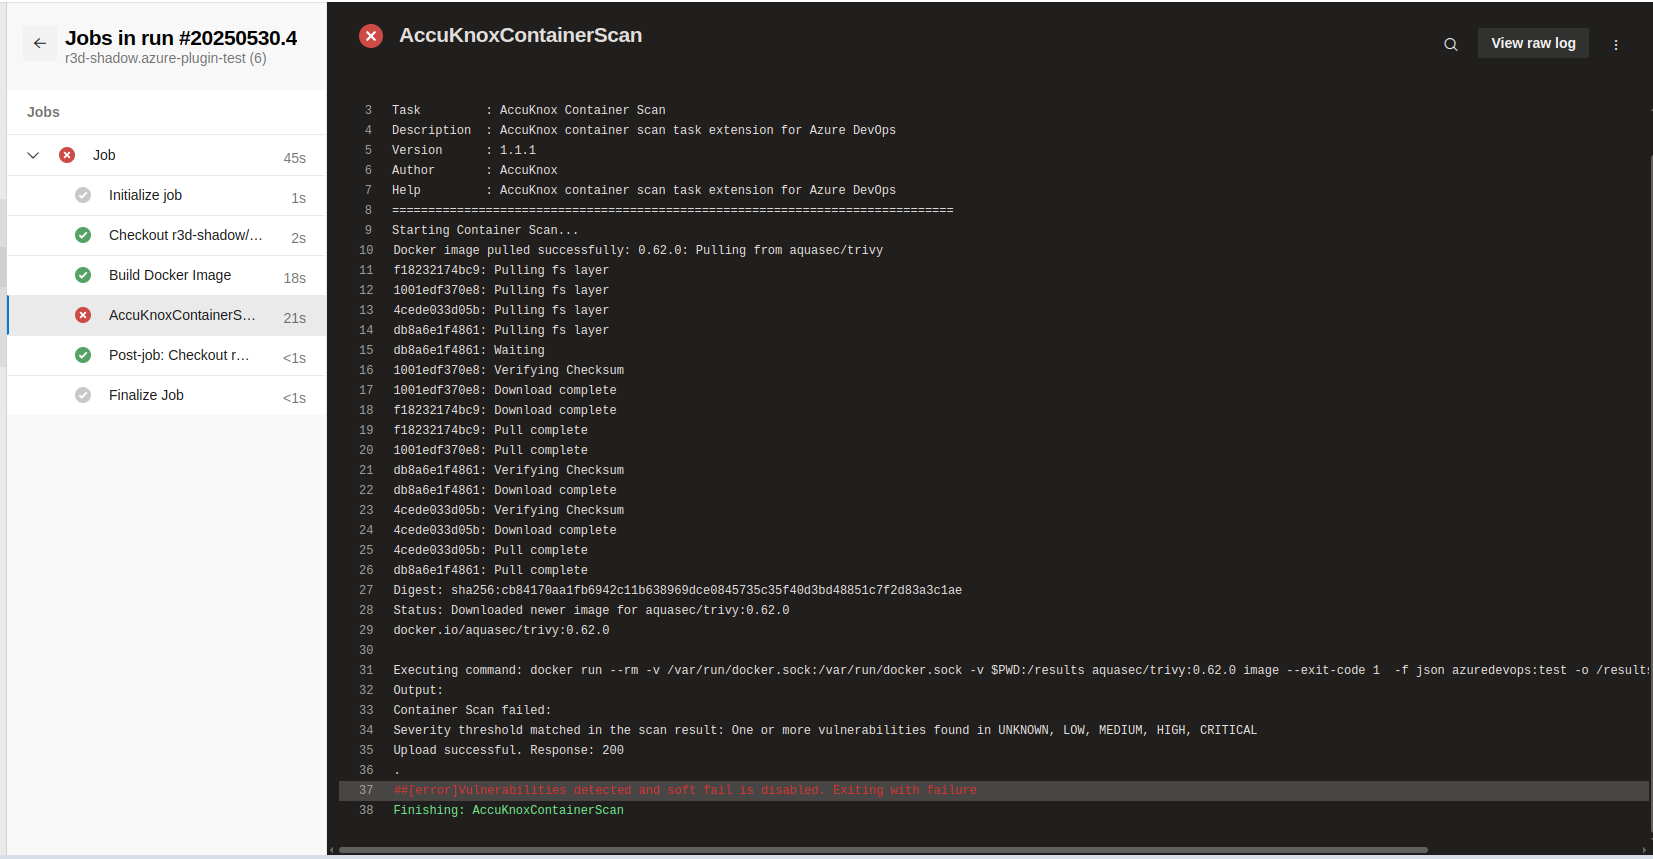 Jobs in run #20250530.4
r3d-shadow.azure-plugin-test (6)
Jobs
Job 45s
Initialize job 1s
Checkout r3d-shadow/... 2s
Build Docker Image 18s
AccuKnoxContainerS... 21s
Post-job: Checkout r... <1s
Finalize Job <1s
AccuKnoxContainerScan
View raw log
3 Task : AccuKnox Container Scan
4 Description : AccuKnox container scan task extension for Azure DevOps
5 Version : 1.1.1
6 Author : AccuKnox
7 Help : AccuKnox container scan task extension for Azure DevOps
8 ==============================================================================
9 Starting Container Scan...
10 Docker image pulled successfully: 0.62.0: Pulling from aquasec/trivy
11 f18232174bc9: Pulling fs layer
12 1001edf370e8: Pulling fs layer
13 4cede033d05b: Pulling fs layer
14 db8a6e1f4861: Pulling fs layer
15 db8a6e1f4861: Waiting
16 1001edf370e8: Verifying Checksum
17 1001edf370e8: Download complete
18 f18232174bc9: Download complete
19 f18232174bc9: Pull complete
20 1001edf370e8: Pull complete
21 db8a6e1f4861: Verifying Checksum
22 db8a6e1f4861: Download complete
23 4cede033d05b: Verifying Checksum
24 4cede033d05b: Download complete
25 4cede033d05b: Pull complete
26 db8a6e1f4861: Pull complete
27 Digest: sha256:cb84170aa1fb6942c11b638969dce0845735c35f40d3bd48851c7f2d83a3c1ae
28 Status: Downloaded newer image for aquasec/trivy:0.62.0
29 docker.io/aquasec/trivy:0.62.0
30
31 Executing command: docker run --rm -v /var/run/docker.sock:/var/run/docker.sock -v $PWD:/results aquasec/trivy:0.62.0 image --exit-code 1 -f json azuredevops:test -o /results
32 Output:
33 Container Scan failed:
34 Severity threshold matched in the scan result: One or more vulnerabilities found in UNKNOWN, LOW, MEDIUM, HIGH, CRITICAL
35 Upload successful. Response: 200
36 .
37 ##[error]Vulnerabilities detected and soft fail is disabled. Exiting with failure
38 Finishing: AccuKnoxContainerScan